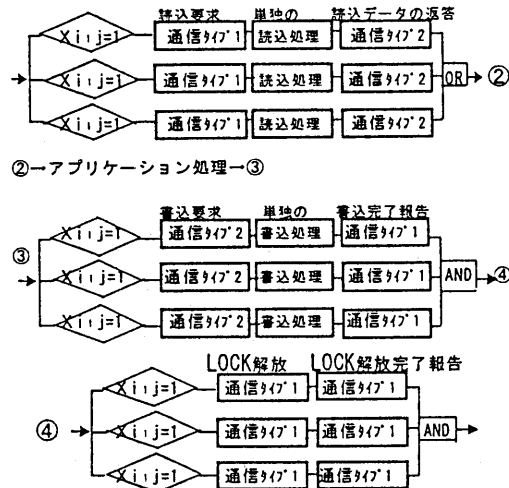 読込要求 単独の 読込データの返答
Xi,j=1 通信タイプ1 読込処理 通信タイプ2
Xi,j=1 通信タイプ1 読込処理 通信タイプ2 OR ②
Xi,j=1 通信タイプ1 読込処理 通信タイプ2
②→アプリケーション処理→③
書込要求 単独の 書込完了報告
Xi,j=1 通信タイプ2 書込処理 通信タイプ1
③ Xi,j=1 通信タイプ2 書込処理 通信タイプ1 AND ④
Xi,j=1 通信タイプ2 書込処理 通信タイプ1
LOCK解放 LOCK解放完了報告
Xi,j=1 通信タイプ1 通信タイプ1
④ Xi,j=1 通信タイプ1 通信タイプ1 AND
Xi,j=1 通信タイプ1 通信タイプ1